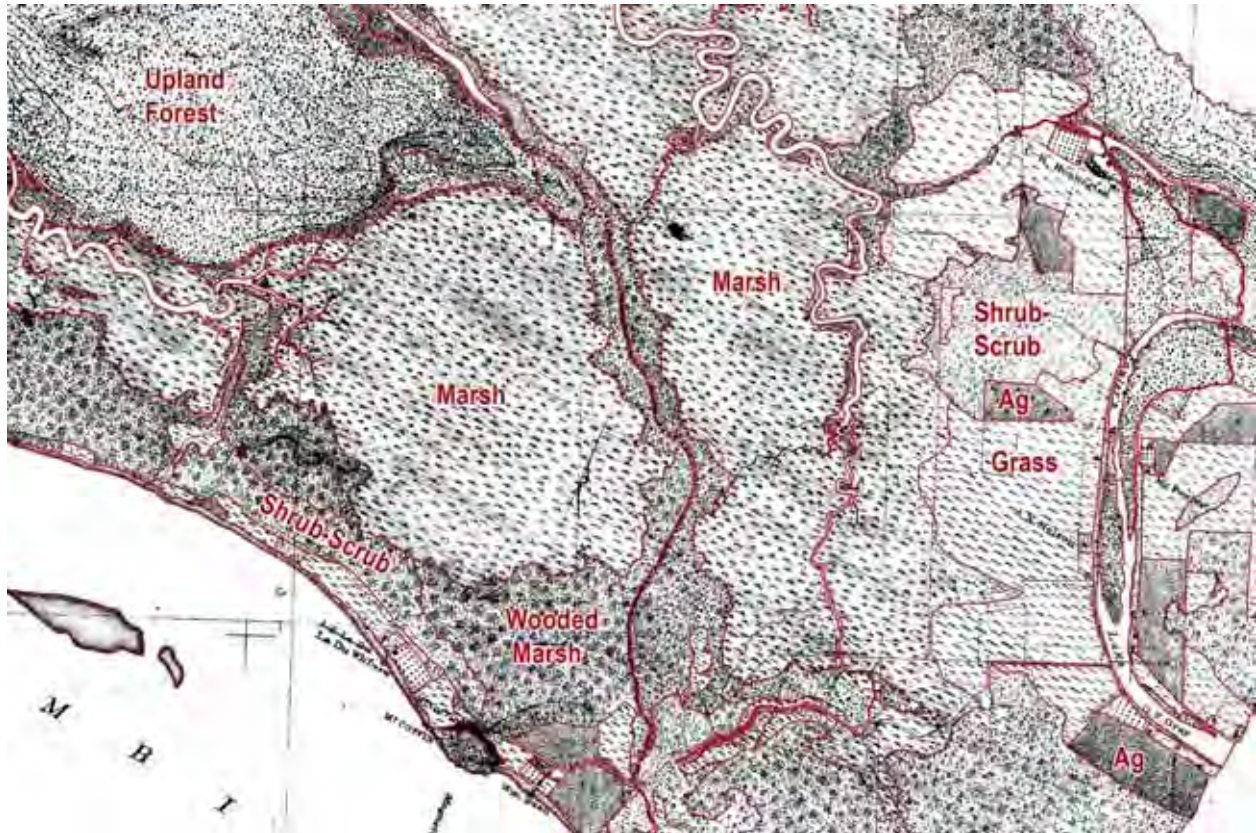 Upland
Forest
Marsh
Shrub-
Scrub
Marsh
Ag
Grass
Shrub-Scrub
Wooded
Marsh
M B I
Ag